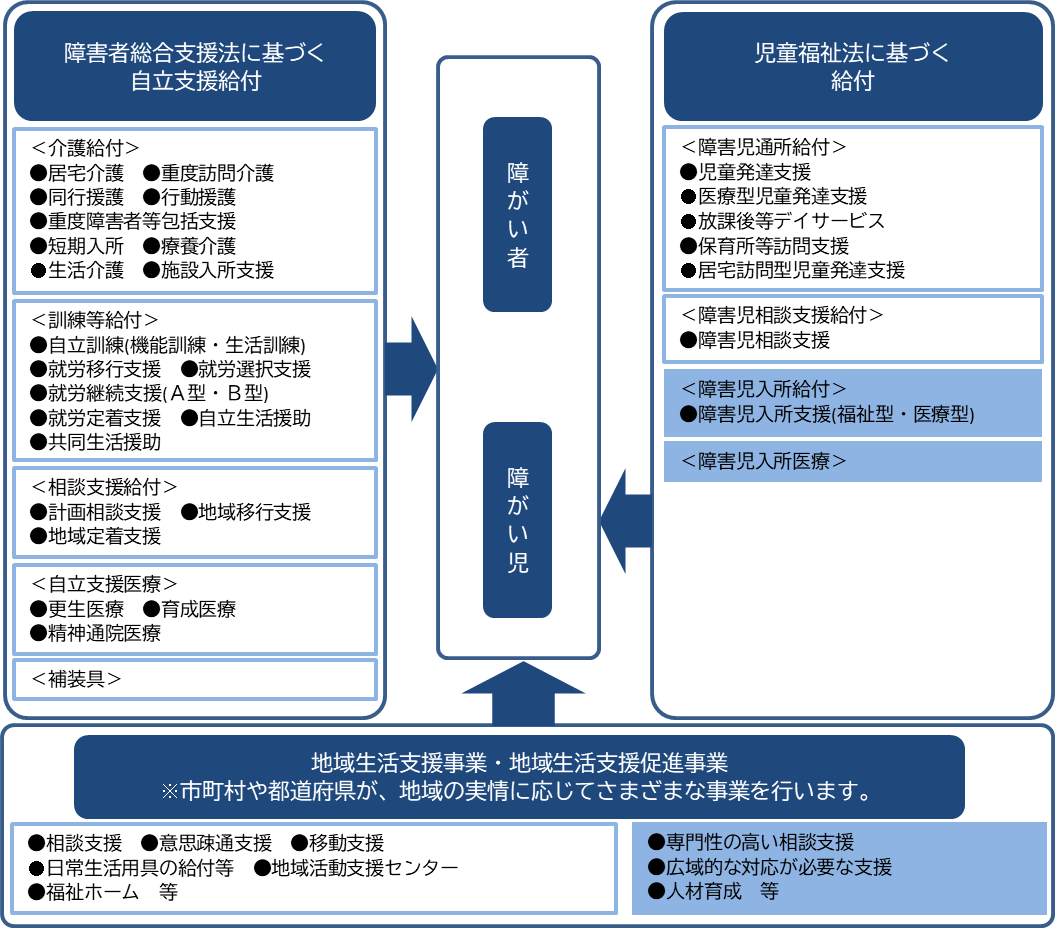 障害者総合支援法に基づく
自立支援給付
＜介護給付＞
●居宅介護　●重度訪問介護
●同行援護　●行動援護
●重度障害者等包括支援
●短期入所　●療養介護
●生活介護　●施設入所支援
＜訓練等給付＞
●自立訓練(機能訓練・生活訓練)
●就労移行支援　●就労選択支援
●就労継続支援(Ａ型・Ｂ型)
●就労定着支援　●自立生活援助
●共同生活援助
＜相談支援給付＞
●計画相談支援　●地域移行支援
●地域定着支援
＜自立支援医療＞
●更生医療　●育成医療
●精神通院医療
＜補装具＞
障がい者
障がい児
児童福祉法に基づく
給付
＜障害児通所給付＞
●児童発達支援
●医療型児童発達支援
●放課後等デイサービス
●保育所等訪問支援
●居宅訪問型児童発達支援
＜障害児相談支援給付＞
●障害児相談支援
＜障害児入所給付＞
●障害児入所支援(福祉型・医療型)
＜障害児入所医療＞
地域生活支援事業・地域生活支援促進事業
※市町村や都道府県が、地域の実情に応じてさまざまな事業を行います。
●相談支援　●意思疎通支援　●移動支援
●日常生活用具の給付等　●地域活動支援センター
●福祉ホーム　等
●専門性の高い相談支援
●広域的な対応が必要な支援
●人材育成　等